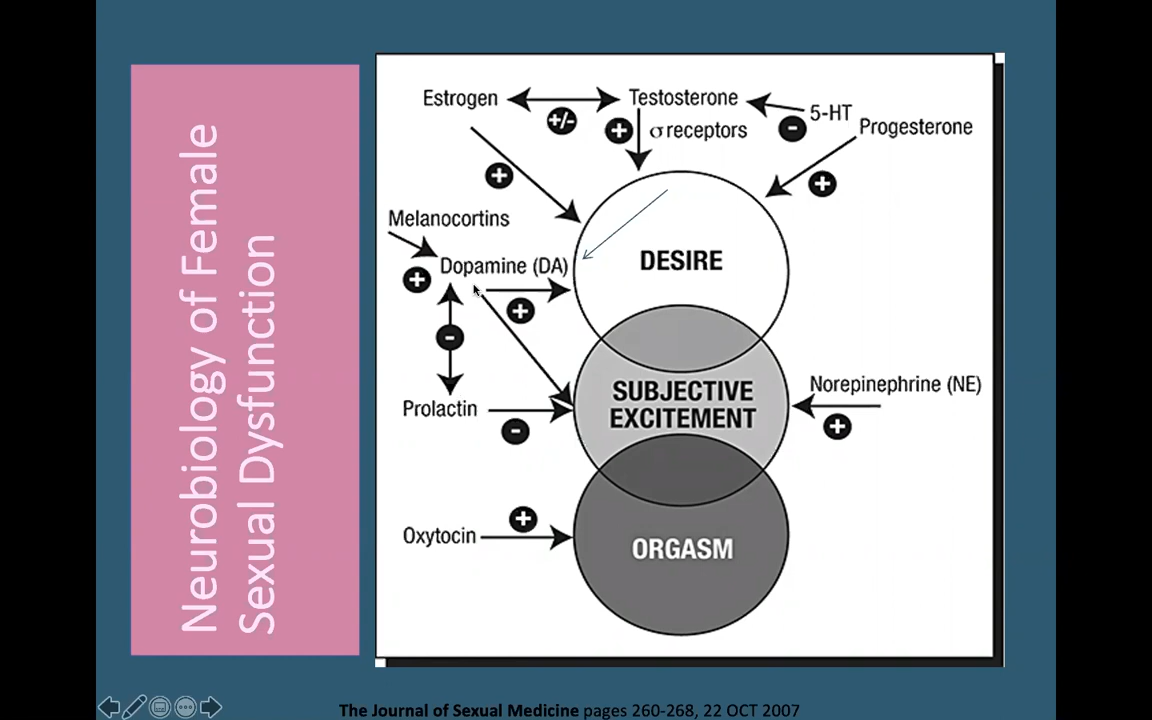 Neurobiology of Female
Sexual Dysfunction
Estrogen
+/-
Testosterone
+
σ receptors
5-HT
-
Progesterone
+
+
Melanocortins
+
Dopamine (DA)
+
-
DESIRE
Prolactin
-
SUBJECTIVE
EXCITEMENT
Norepinephrine (NE)
+
Oxytocin
+
ORGASM
The Journal of Sexual Medicine pages 260-268, 22 OCT 2007